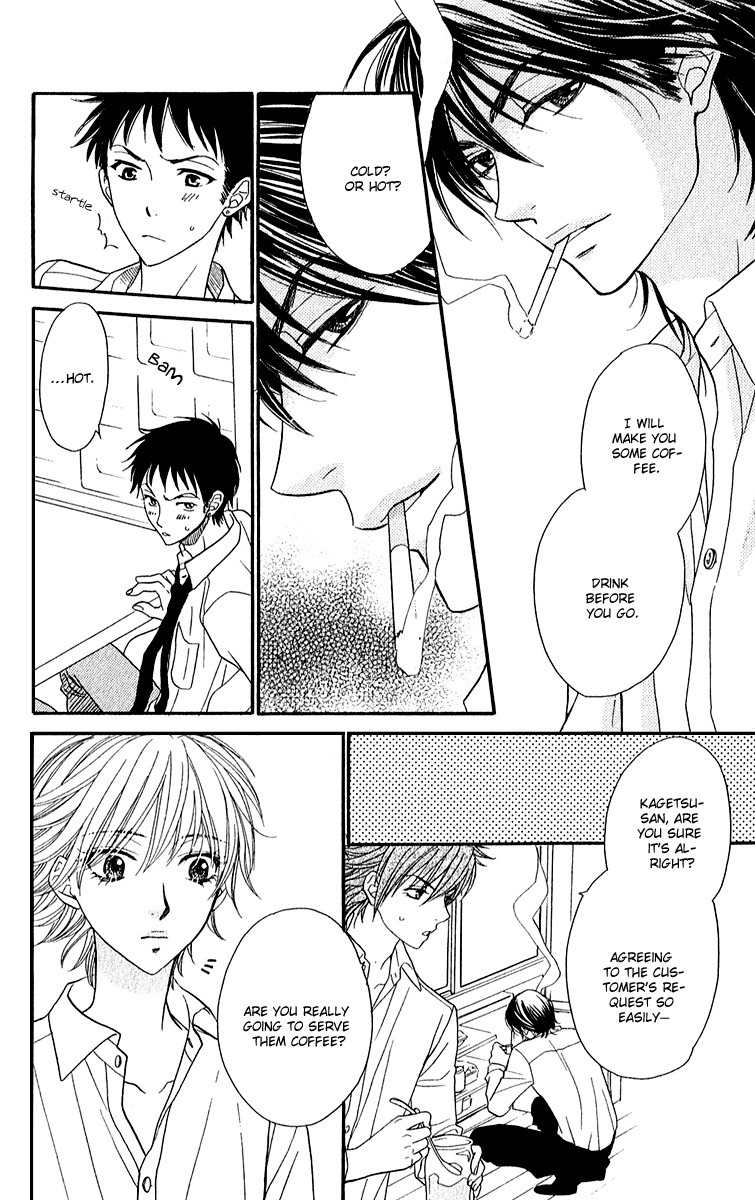 I WILL
MAKE YOU
SOME COF-
FEE.
DRINK
BEFORE
YOU GO.
COLD?
OR HOT?
startle
BAM
...HOT.
KAGETSU-
SAN, ARE
YOU SURE
IT'S AL-
RIGHT?
AGREEING
TO THE CUS-
TOMER'S RE-
QUEST SO
EASILY—
ARE YOU REALLY
GOING TO SERVE
THEM COFFEE?